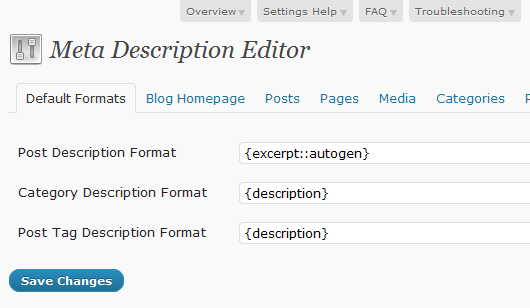 Overview Settings Help FAQ Troubleshooting
Meta Description Editor
Default Formats Blog Homepage Posts Pages Media Categories
Post Description Format {excerpt::autogen}
Category Description Format {description}
Post Tag Description Format {description}
Save Changes